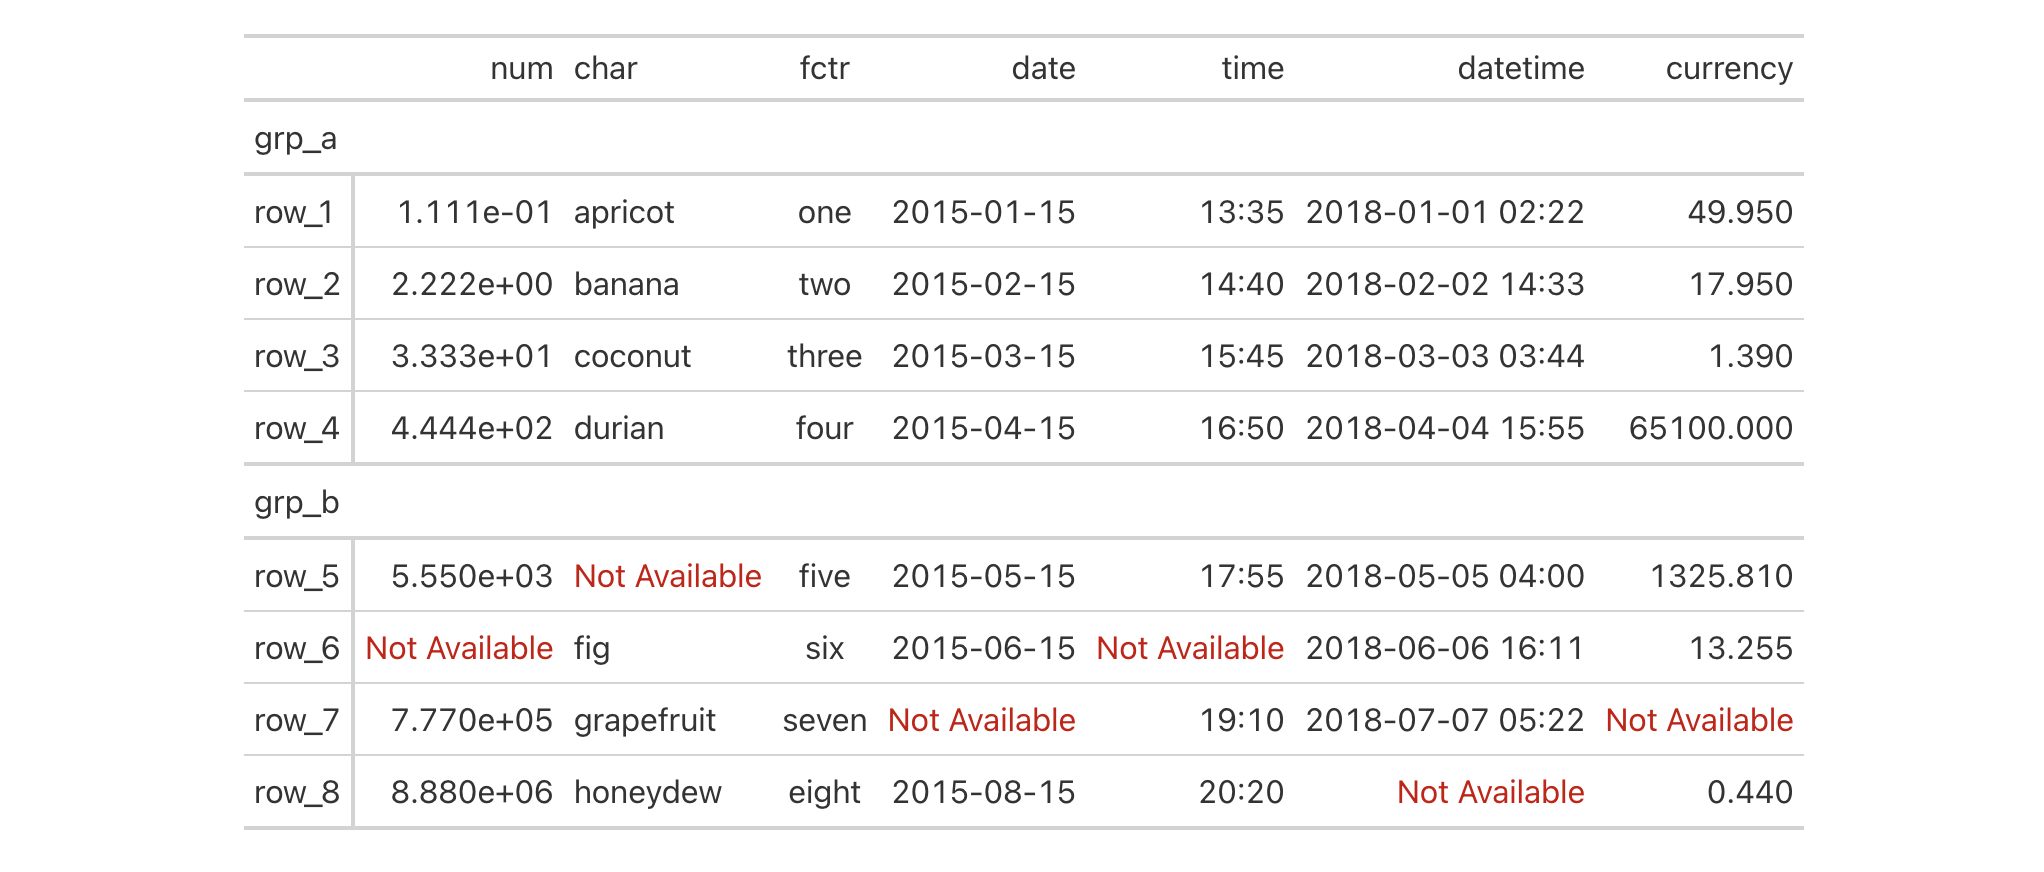 num char fctr date time datetime currency
grp_a
row_1 1.111e-01 apricot one 2015-01-15 13:35 2018-01-01 02:22 49.950
row_2 2.222e+00 banana two 2015-02-15 14:40 2018-02-02 14:33 17.950
row_3 3.333e+01 coconut three 2015-03-15 15:45 2018-03-03 03:44 1.390
row_4 4.444e+02 durian four 2015-04-15 16:50 2018-04-04 15:55 65100.000
grp_b
row_5 5.550e+03 Not Available five 2015-05-15 17:55 2018-05-05 04:00 1325.810
row_6 Not Available fig six 2015-06-15 Not Available 2018-06-06 16:11 13.255
row_7 7.770e+05 grapefruit seven Not Available 19:10 2018-07-07 05:22 Not Available
row_8 8.880e+06 honeydew eight 2015-08-15 20:20 Not Available 0.440